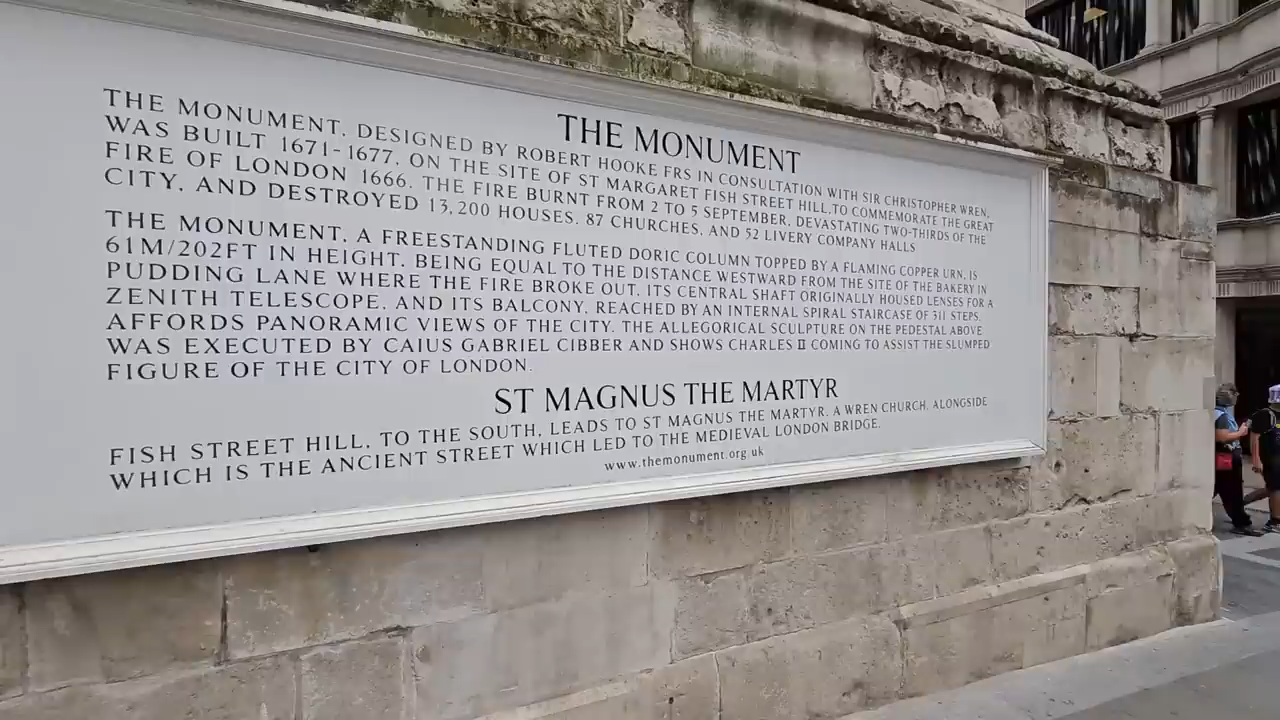 THE MONUMENT
THE MONUMENT, DESIGNED BY ROBERT HOOKE FRS IN CONSULTATION WITH SIR CHRISTOPHER WREN,
WAS BUILT 1671-1677, ON THE SITE OF ST MARGARET FISH STREET HILL, TO COMMEMORATE THE GREAT
FIRE OF LONDON 1666. THE FIRE BURNT FROM 2 TO 5 SEPTEMBER, DEVASTATING TWO-THIRDS OF THE
CITY, AND DESTROYED 13,200 HOUSES, 87 CHURCHES, AND 52 LIVERY COMPANY HALLS
THE MONUMENT, A FREESTANDING FLUTED DORIC COLUMN TOPPED BY A FLAMING COPPER URN, IS
61M/202FT IN HEIGHT, BEING EQUAL TO THE DISTANCE WESTWARD FROM THE SITE OF THE BAKERY IN
PUDDING LANE WHERE THE FIRE BROKE OUT. ITS CENTRAL SHAFT ORIGINALLY HOUSED LENSES FOR A
ZENITH TELESCOPE, AND ITS BALCONY, REACHED BY AN INTERNAL SPIRAL STAIRCASE OF 311 STEPS,
AFFORDS PANORAMIC VIEWS OF THE CITY. THE ALLEGORICAL SCULPTURE ON THE PEDESTAL ABOVE
WAS EXECUTED BY CAIUS GABRIEL CIBBER AND SHOWS CHARLES II COMING TO ASSIST THE SLUMPED
FIGURE OF THE CITY OF LONDON.
ST MAGNUS THE MARTYR
FISH STREET HILL, TO THE SOUTH, LEADS TO ST MAGNUS THE MARTYR, A WREN CHURCH, ALONGSIDE
WHICH IS THE ANCIENT STREET WHICH LED TO THE MEDIEVAL LONDON BRIDGE.
www.themonument.org.uk